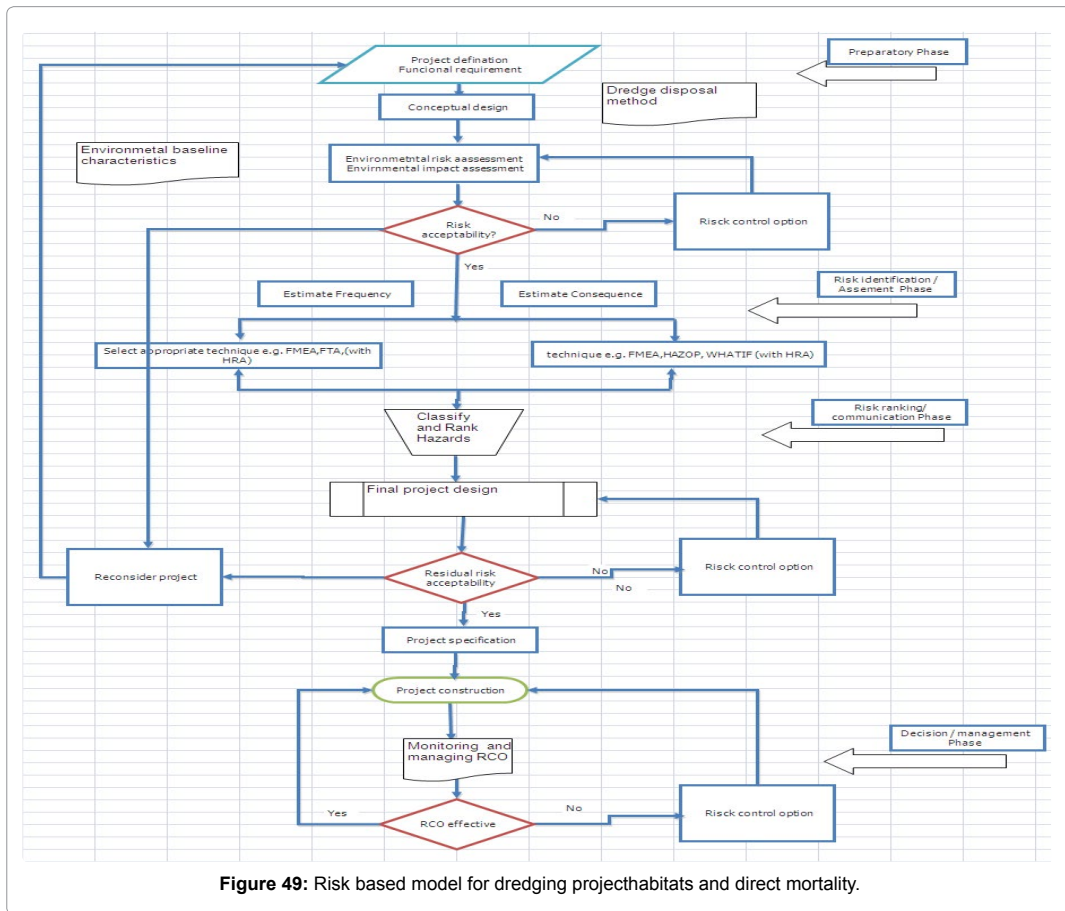 Project defination
Funcional requirement
Preparatory Phase
Dredge disposal
method
Conceptual design
Environmetal baseline
characteristics
Environmetntal risk aassessment
Envirnmental impact assessment
Risk
acceptability?
No
Risck control option
Yes
Estimate Frequency
Estimate Consequence
Risk identification /
Assement Phase
Select appropriate technique e.g. FMEA,FTA,(with
HRA)
technique e.g. FMEA,HAZOP, WHATIF (with HRA)
Classify
and Rank
Hazards
Risk ranking/
communication Phase
Final project design
Reconsider project
Residual risk
acceptability
No
No
Risck control option
Yes
Project specification
Project construction
Monitoring and
managing RCO
Decision / management
Phase
Yes
RCO effective
No
Risck control option
Figure 49: Risk based model for dredging projecthabitats and direct mortality.